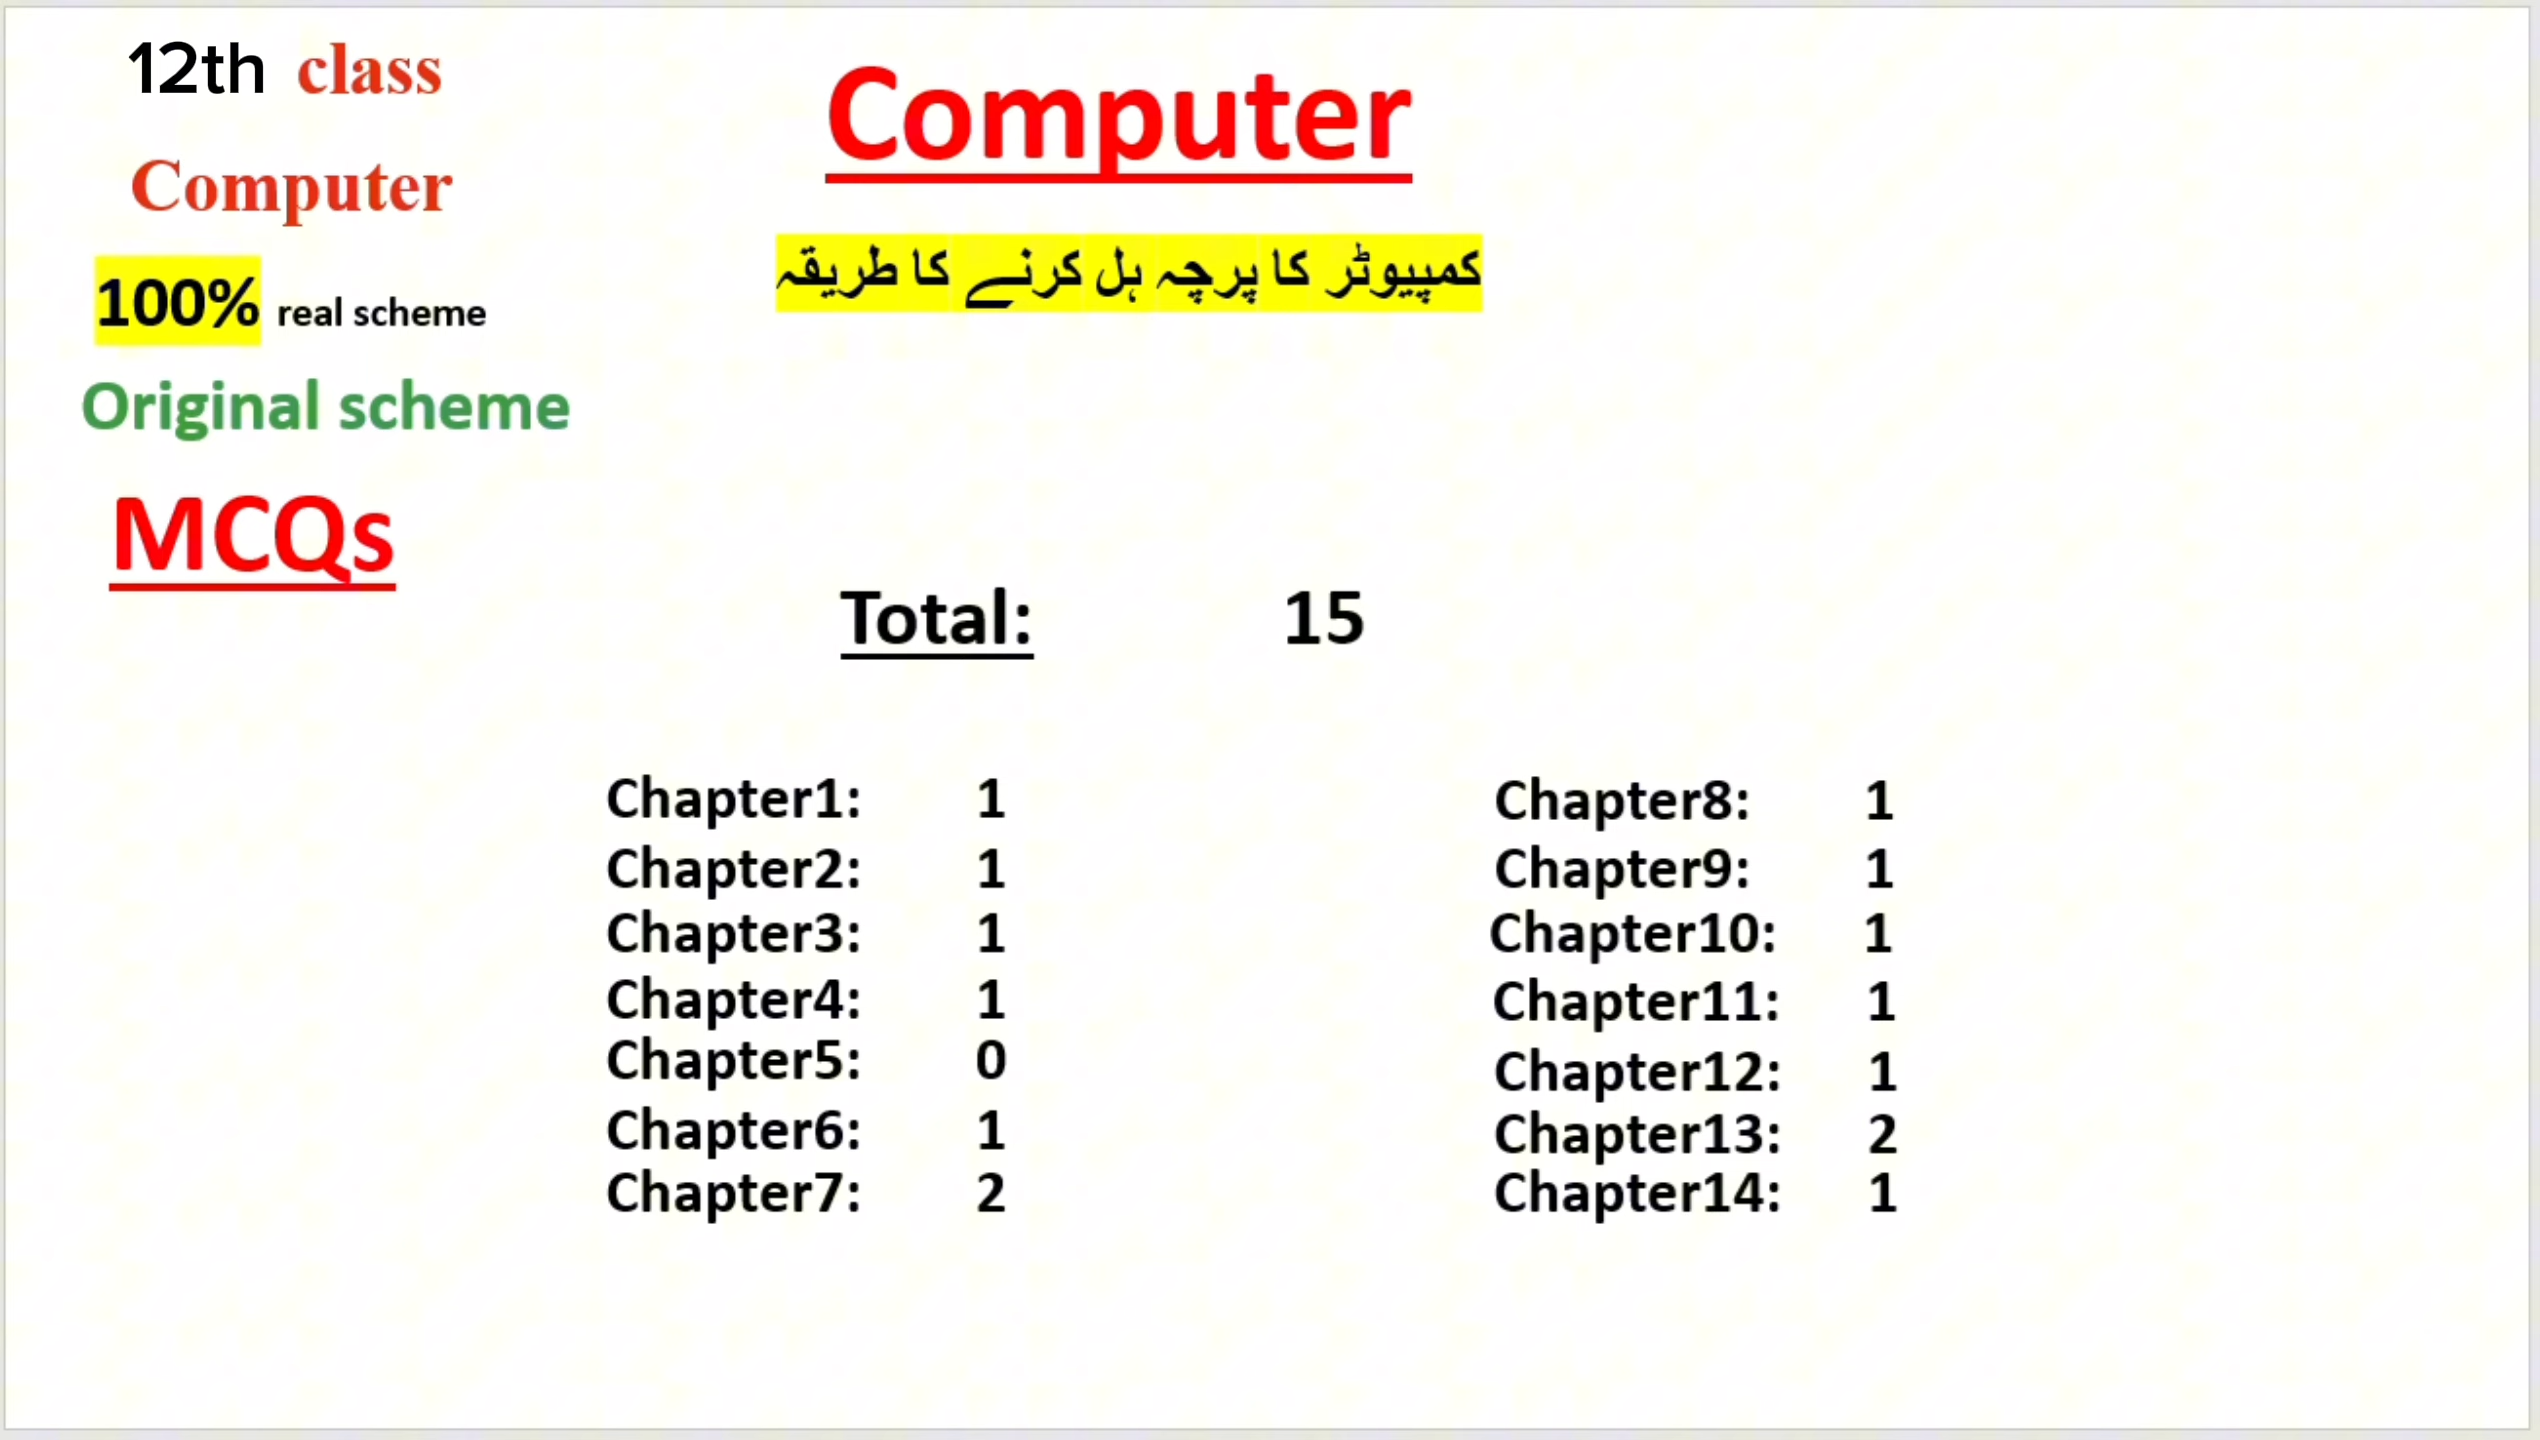 12th class
Computer
100% real scheme
Original scheme
MCQs
Computer
کمپیوٹر کا پرچہ ہل کرنے کا طریقہ
Total: 15
Chapter1: 1
Chapter2: 1
Chapter3: 1
Chapter4: 1
Chapter5: 0
Chapter6: 1
Chapter7: 2
Chapter8: 1
Chapter9: 1
Chapter10: 1
Chapter11: 1
Chapter12: 1
Chapter13: 2
Chapter14: 1